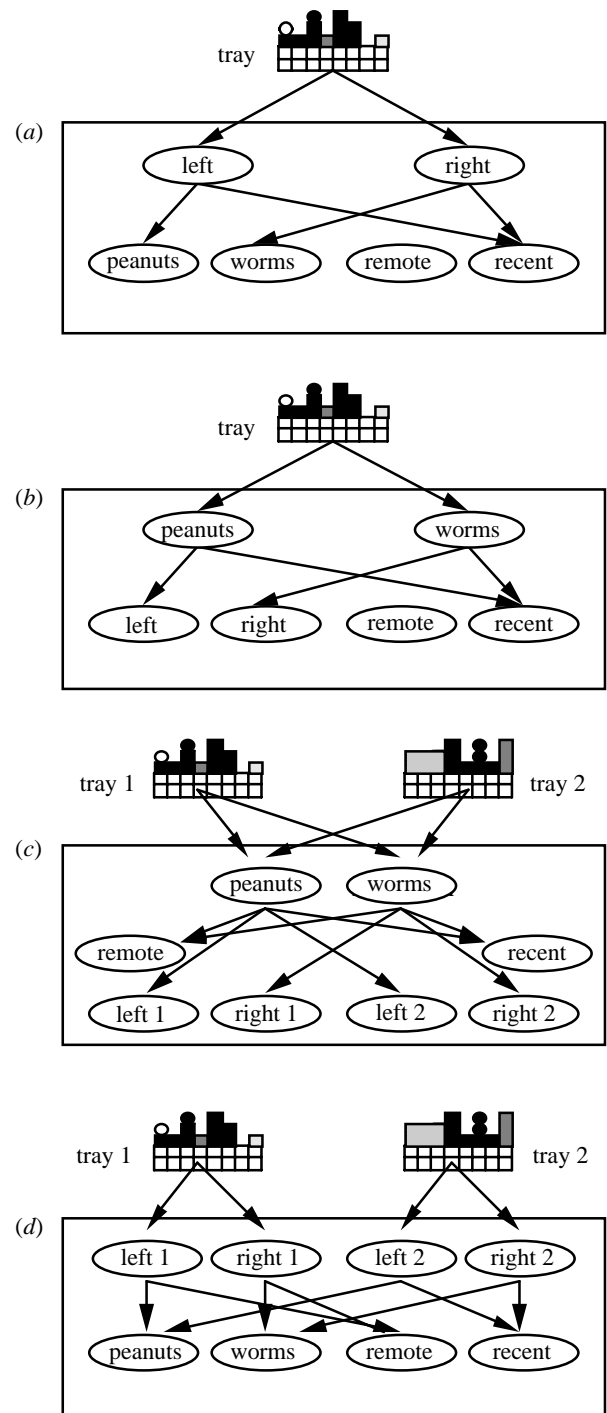 tray
(a)
left right
peanuts worms remote recent
tray
(b)
peanuts worms
left right remote recent
tray 1 tray 2
(c)
peanuts worms
remote recent
left 1 right 1 left 2 right 2
tray 1 tray 2
(d)
left 1 right 1 left 2 right 2
peanuts worms remote recent